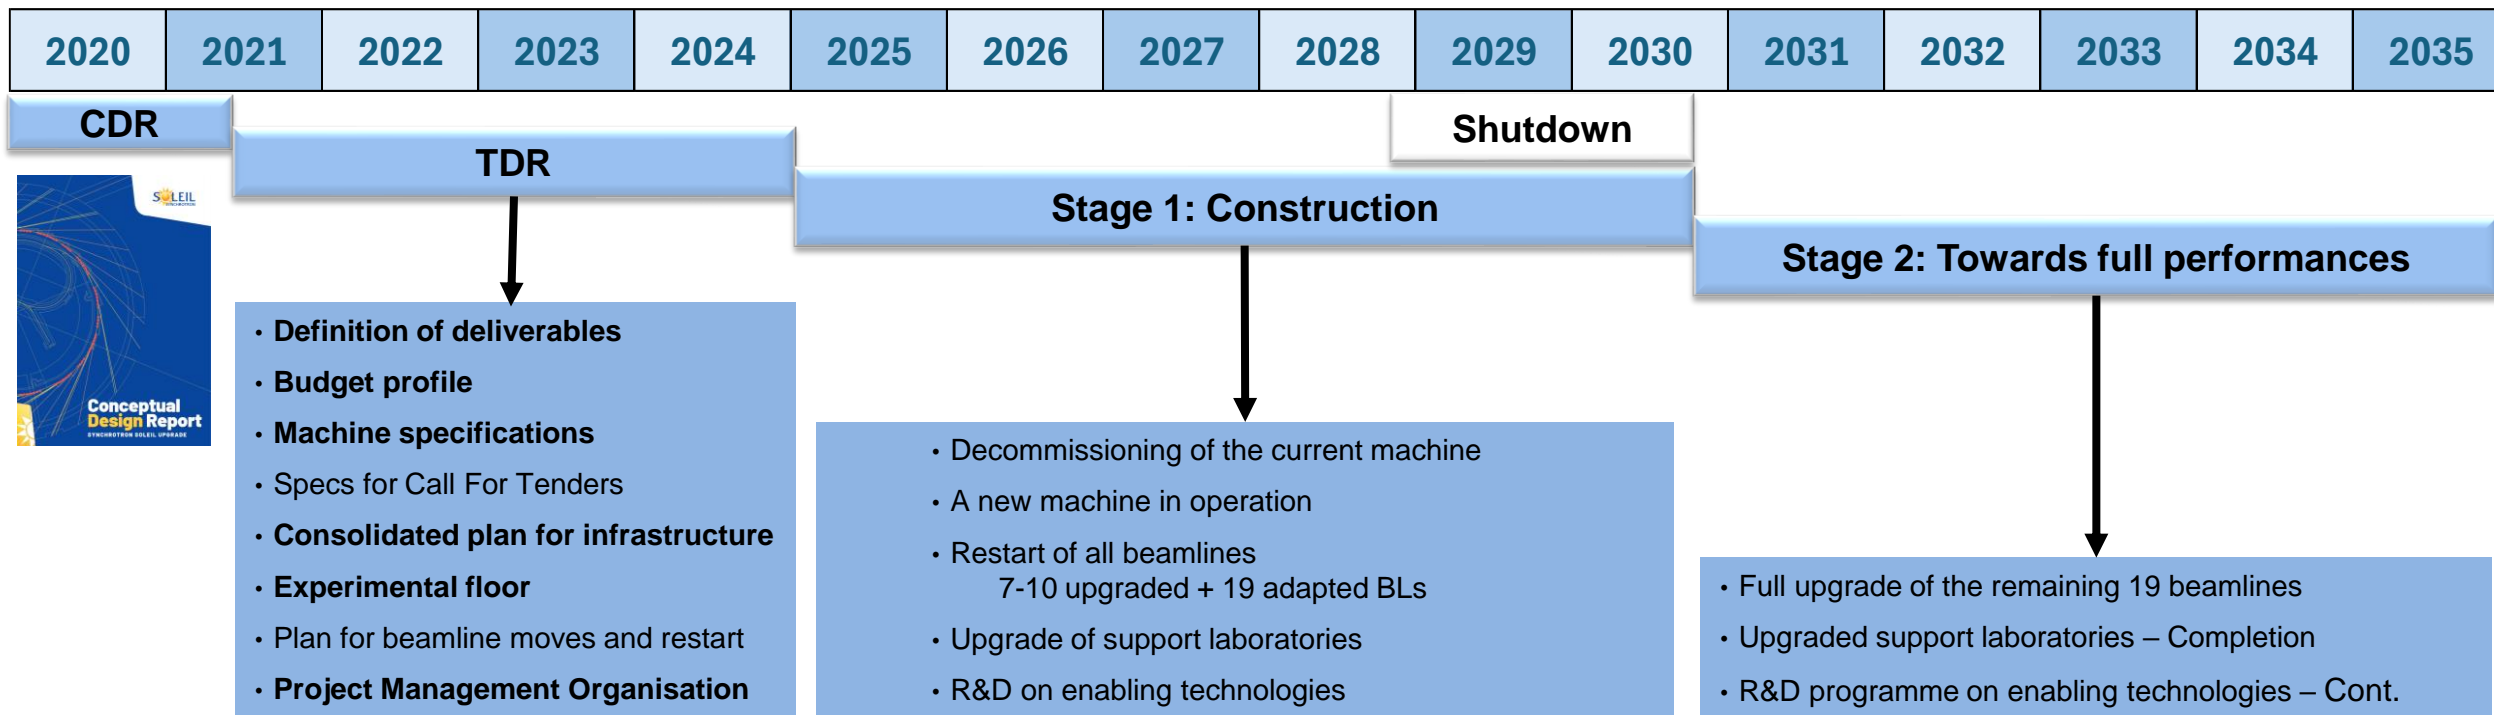 2020 2021 2022 2023 2024 2025 2026 2027 2028 2029 2030 2031 2032 2033 2034 2035
CDR
Shutdown
TDR
Stage 1: Construction
Stage 2: Towards full performances
SOLEIL
SYNCHROTRON
Conceptual
Design Report
SYNCHROTRON SOLEIL UPGRADE
• Definition of deliverables
• Budget profile
• Machine specifications
• Specs for Call For Tenders
• Consolidated plan for infrastructure
• Experimental floor
• Plan for beamline moves and restart
• Project Management Organisation
• Decommissioning of the current machine
• A new machine in operation
• Restart of all beamlines
7-10 upgraded + 19 adapted BLs
• Upgrade of support laboratories
• R&D on enabling technologies
• Full upgrade of the remaining 19 beamlines
• Upgraded support laboratories – Completion
• R&D programme on enabling technologies – Cont.